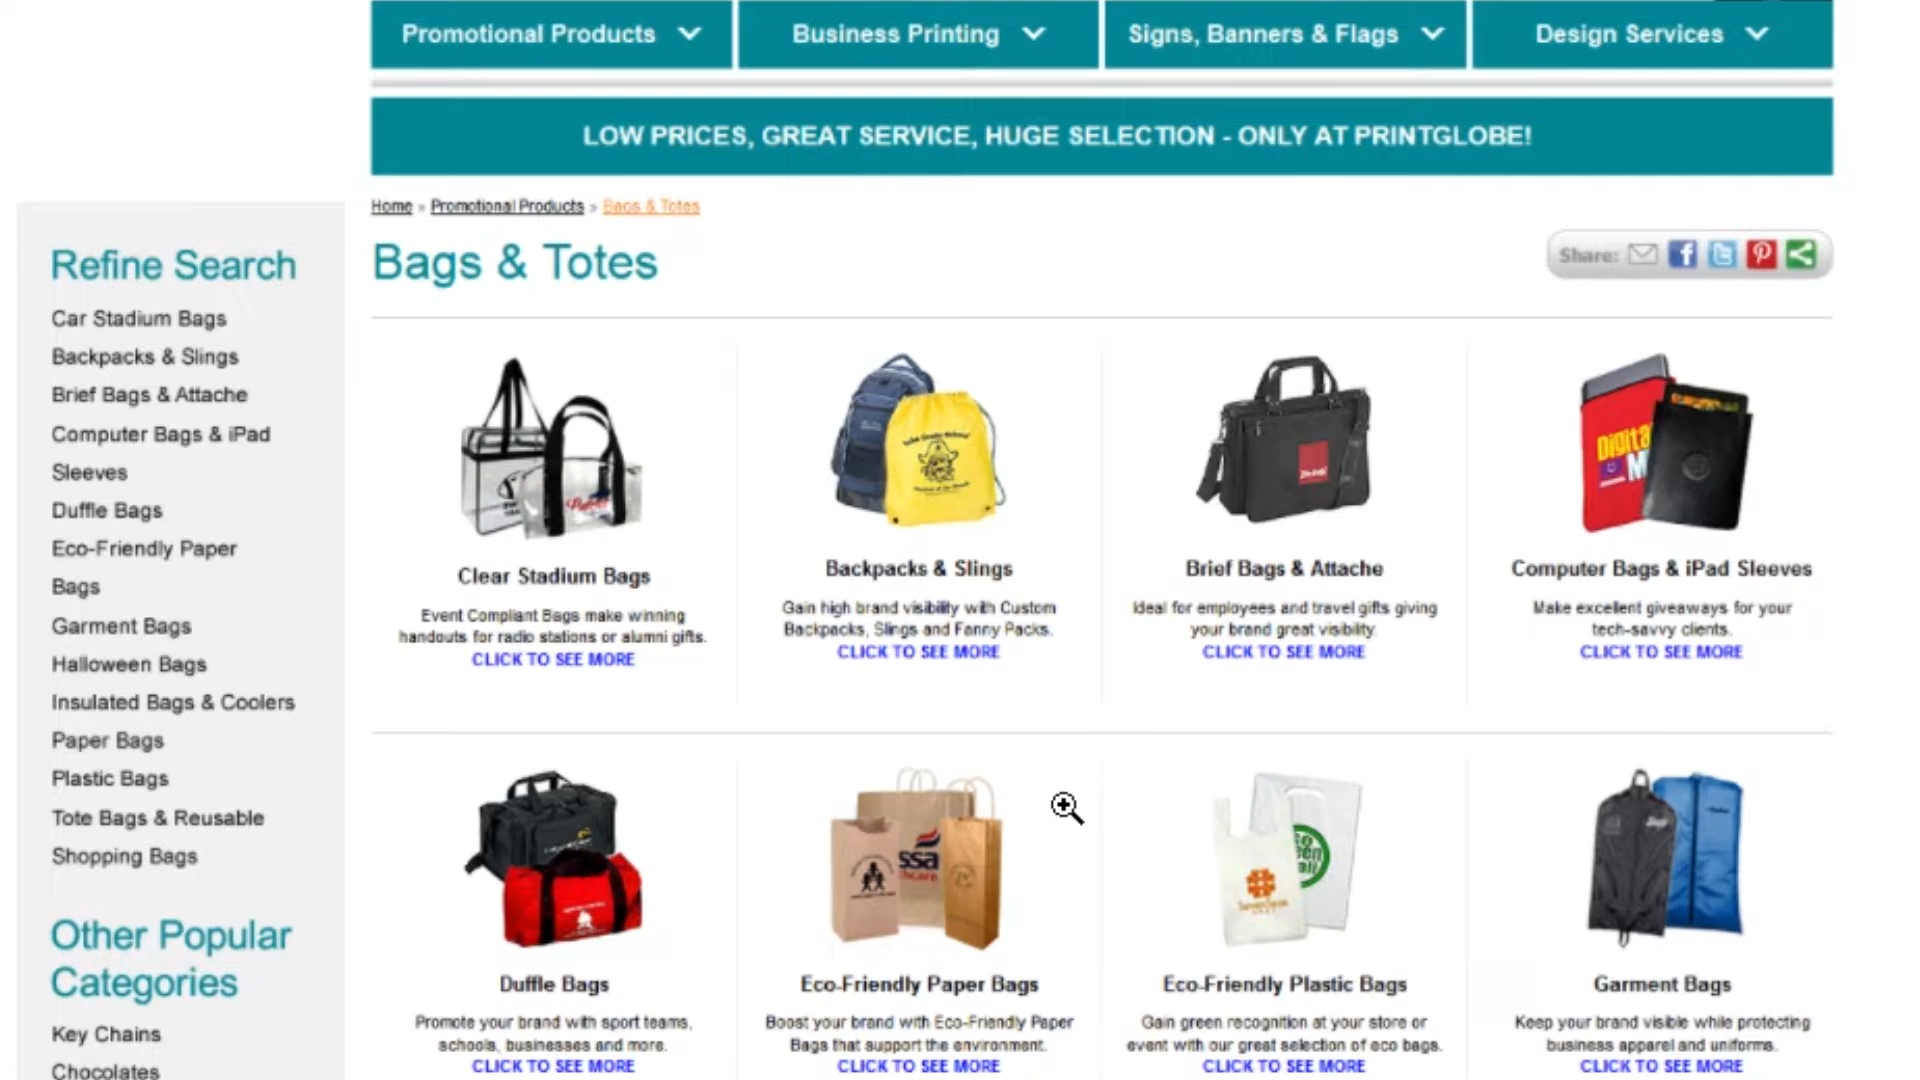 Promotional Products
Business Printing
Signs, Banners & Flags
Design Services
LOW PRICES, GREAT SERVICE, HUGE SELECTION - ONLY AT PRINTGLOBE!
Home » Promotional Products » Bags & Totes
Bags & Totes
Share:
Refine Search
Car Stadium Bags
Backpacks & Slings
Brief Bags & Attache
Computer Bags & iPad
Sleeves
Duffle Bags
Eco-Friendly Paper
Bags
Garment Bags
Halloween Bags
Insulated Bags & Coolers
Paper Bags
Plastic Bags
Tote Bags & Reusable
Shopping Bags
Other Popular
Categories
Key Chains
Chocolates
Clear Stadium Bags
Event Compliant Bags make winning
handouts for radio stations or alumni gifts.
CLICK TO SEE MORE
Backpacks & Slings
Gain high brand visibility with Custom
Backpacks, Slings and Fanny Packs.
CLICK TO SEE MORE
Brief Bags & Attache
Ideal for employees and travel gifts giving
your brand great visibility.
CLICK TO SEE MORE
Digita
M
Computer Bags & iPad Sleeves
Make excellent giveaways for your
tech-savvy clients.
CLICK TO SEE MORE
Duffle Bags
Promote your brand with sport teams,
schools, businesses and more.
CLICK TO SEE MORE
ssa
hcare
Eco-Friendly Paper Bags
Boost your brand with Eco-Friendly Paper
Bags that support the environment.
CLICK TO SEE MORE
Eco-Friendly Plastic Bags
Gain green recognition at your store or
event with our great selection of eco bags.
CLICK TO SEE MORE
Garment Bags
Keep your brand visible while protecting
business apparel and uniforms.
CLICK TO SEE MORE